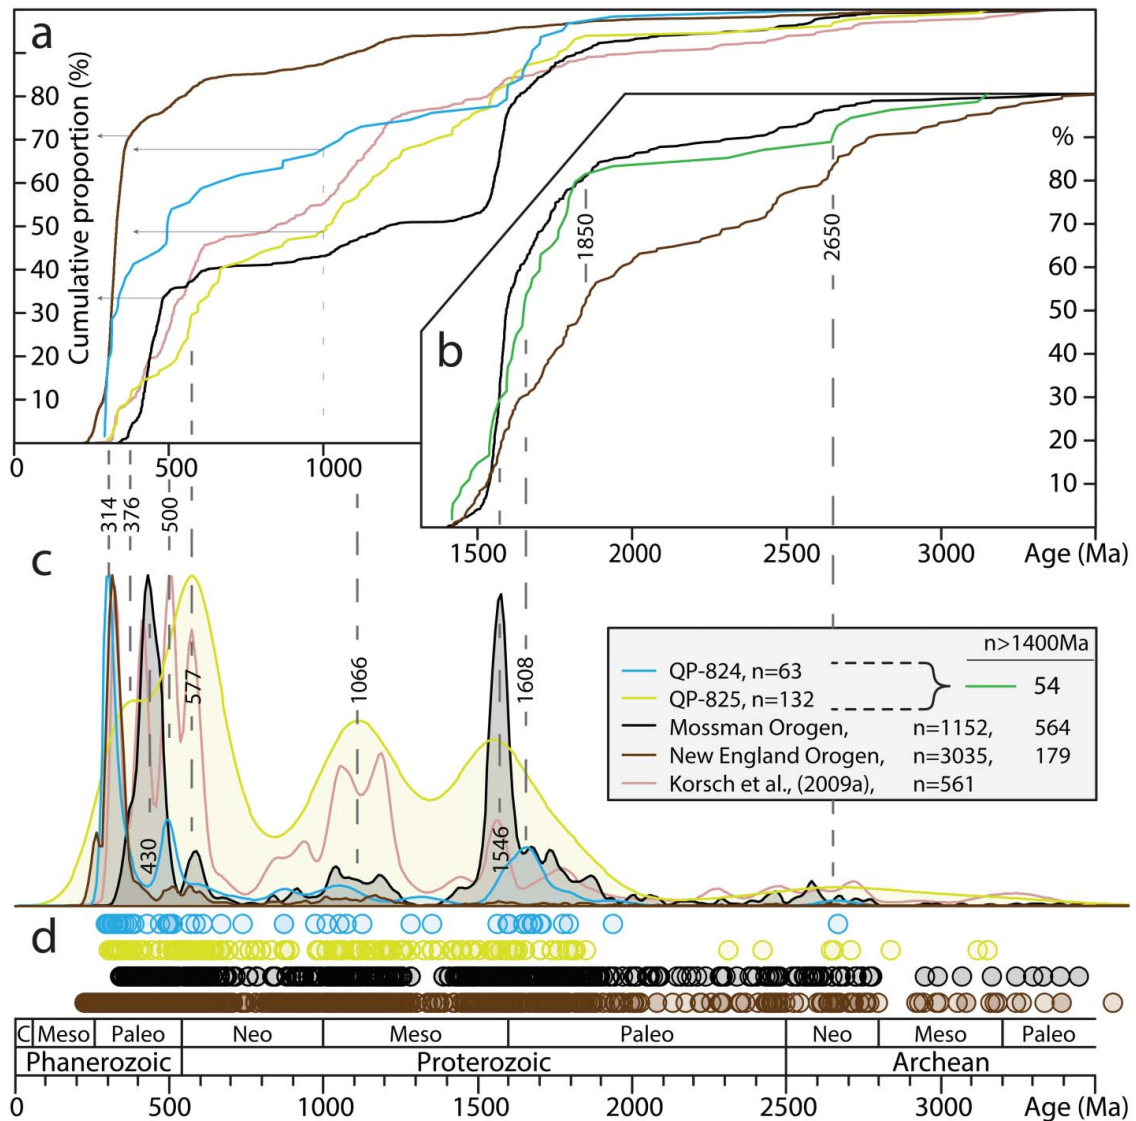 a
Cumulative proportion (%)
80
70
60
50
40
30
20
10
0
500
1000
b
%
80
70
60
50
40
30
20
10
1850
2650
1500
2000
2500
3000
Age (Ma)
314
376
500
c
430
577
1066
1546
1608
n>1400Ma
QP-824, n=63
QP-825, n=132
54
Mossman Orogen, n=1152, 564
New England Orogen, n=3035, 179
Korsch et al., (2009a), n=561
d
C Meso Paleo Neo Meso Paleo Neo Meso Paleo
Phanerozoic Proterozoic Archean
0 500 1000 1500 2000 2500 3000 Age (Ma)